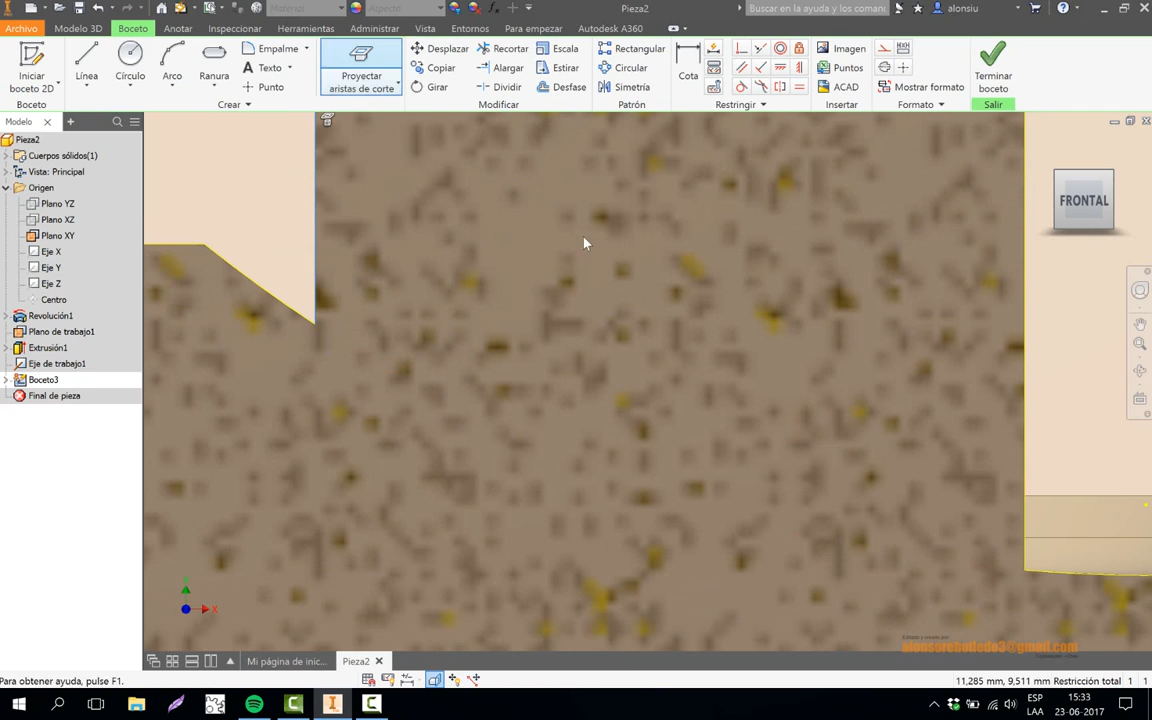 Material
Aspecto
Pieza2
Buscar en la ayuda y los comanc
alonsiu
Archivo
Modelo 3D
Boceto
Anotar
Inspeccionar
Herramientas
Administrar
Vista
Entornos
Para empezar
Autodesk A360
Iniciar boceto 2D
Línea
Círculo
Arco
Ranura
Empalme
Texto
Punto
Proyectar aristas de corte
Desplazar
Copiar
Girar
Recortar
Alargar
Dividir
Escala
Estirar
Desfase
Rectangular
Circular
Simetría
Cota
Imagen
Puntos
ACAD
Mostrar formato
Terminar boceto
Boceto
Crear
Modificar
Patrón
Restringir
Insertar
Formato
Salir
Modelo
Pieza2
Cuerpos sólidos(1)
Vista: Principal
Origen
Plano YZ
Plano XZ
Plano XY
Eje X
Eje Y
Eje Z
Centro
Revolución1
Plano de trabajo1
Extrusión1
Eje de trabajo1
Boceto3
Final de pieza
FRONTAL
X
alonsorebolledo3@gmail.com
Mi página de inic...
Pieza2
Para obtener ayuda, pulse F1.
11,285 mm, 9,511 mm Restricción total 1 1
ESP
LAA
15:33
23-06-2017